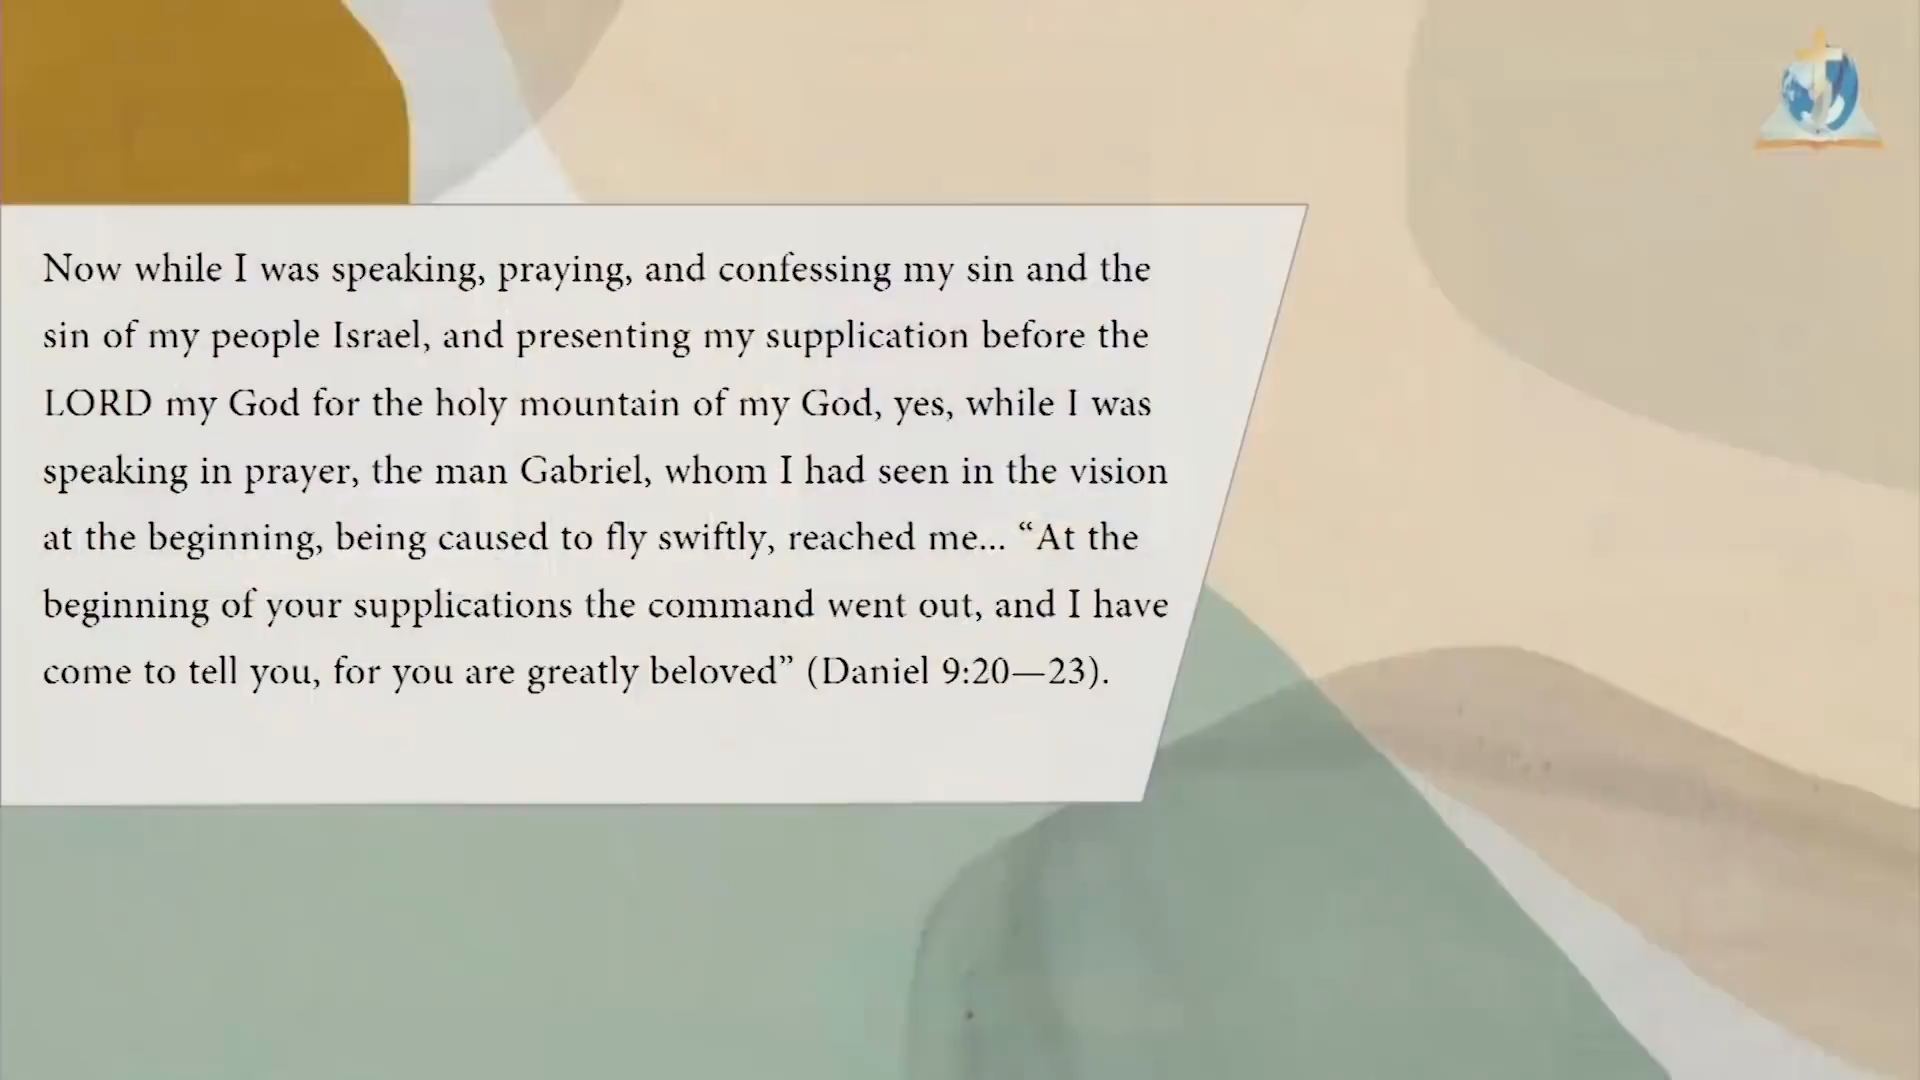 Now while I was speaking, praying, and confessing my sin and the
sin of my people Israel, and presenting my supplication before the
LORD my God for the holy mountain of my God, yes, while I was
speaking in prayer, the man Gabriel, whom I had seen in the vision
at the beginning, being caused to fly swiftly, reached me... “At the
beginning of your supplications the command went out, and I have
come to tell you, for you are greatly beloved” (Daniel 9:20—23).